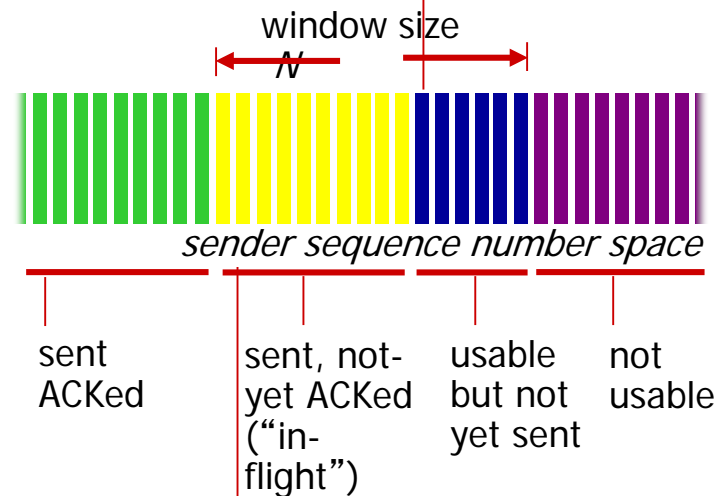 window size
N
sender sequence number space
sent
ACKed
sent, not-
yet ACKed
(“in-
flight”)
usable
but not
yet sent
not
usable